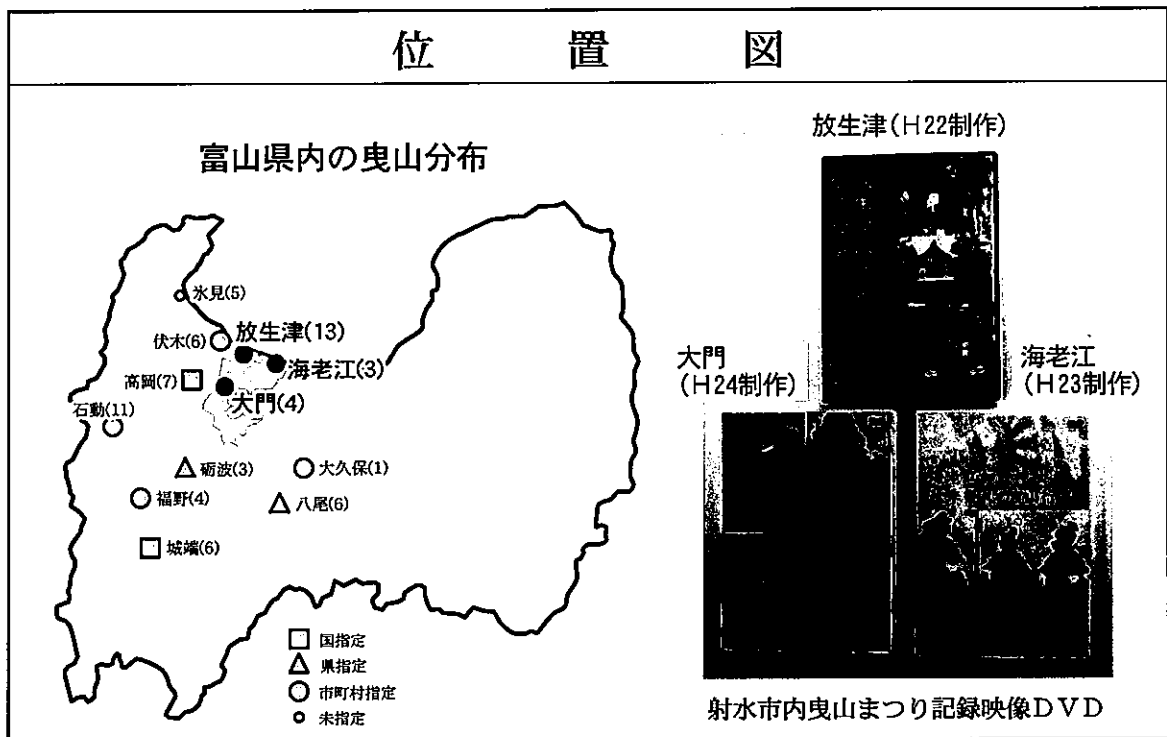 位置図
富山県内の曳山分布
氷見(5)
伏木(6)
放生津(13)
海老江(3)
高岡(7)
大門(4)
石動(11)
砺波(3)
大久保(1)
福野(4)
八尾(6)
城端(6)
国指定
県指定
市町村指定
未指定
放生津(H22制作)
大門
(H24制作)
海老江
(H23制作)
射水市内曳山まつり記録映像DVD